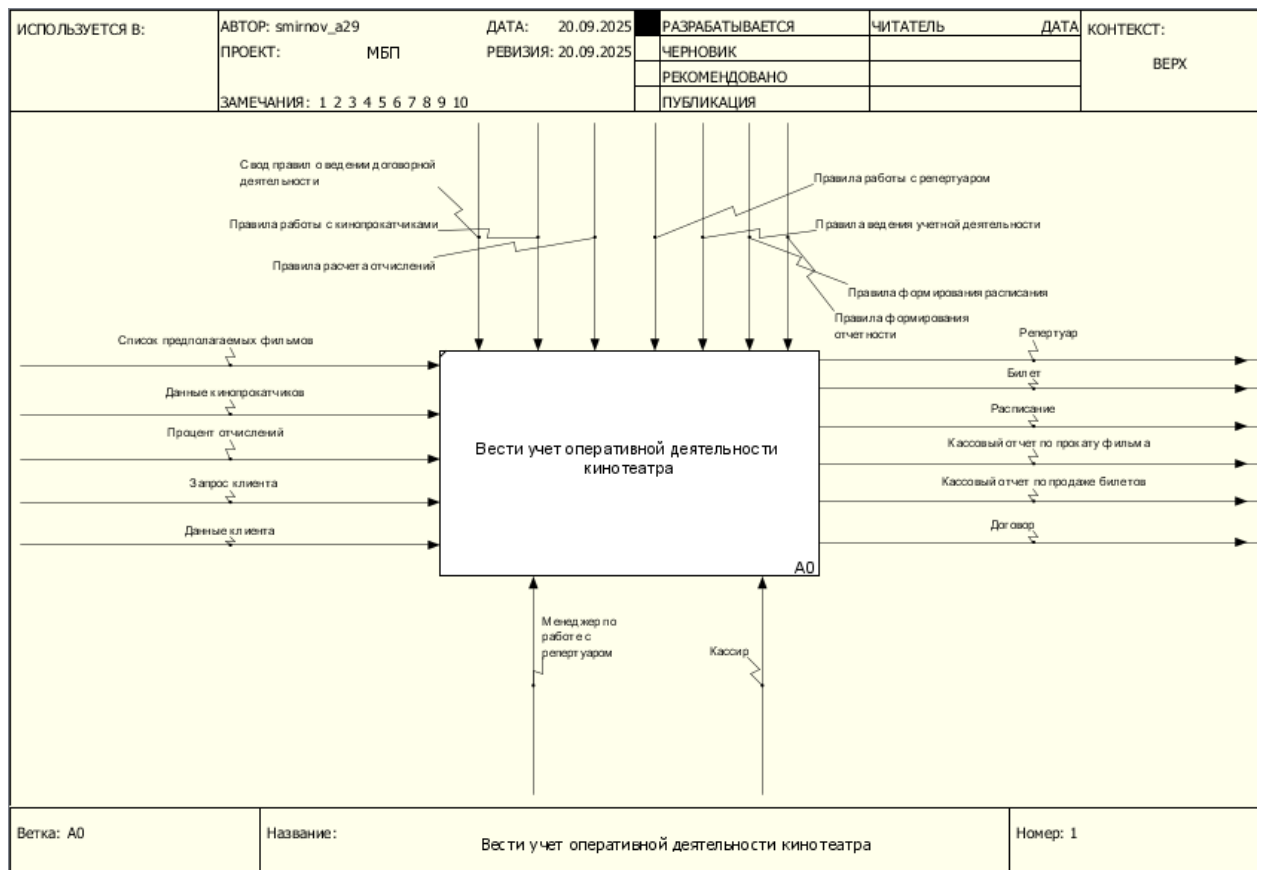 ИСПОЛЬЗУЕТСЯ В:
АВТОР: smirnov_a29
ДАТА: 20.09.2025
ПРОЕКТ: МБП
РЕВИЗИЯ: 20.09.2025
ЗАМЕЧАНИЯ: 1 2 3 4 5 6 7 8 9 10
РАЗРАБАТЫВАЕТСЯ
ЧЕРНОВИК
РЕКОМЕНДОВАНО
ПУБЛИКАЦИЯ
ЧИТАТЕЛЬ ДАТА
КОНТЕКСТ:
ВЕРХ
Свод правил о ведении договорной
деятельности
Правила работы с кинопрокатчиками
Правила расчета отчислений
Правила работы с репертуаром
Правила ведения учетной деятельности
Правила формирования расписания
Правила формирования
отчетности
Список предполагаемых фильмов
Данные кинопрокатчиков
Процент отчислений
Запрос клиента
Данные клиента
Вести учет оперативной деятельности
кинотеатра
A0
Репертуар
Билет
Расписание
Кассовый отчет по прокату фильма
Кассовый отчет по продаже билетов
Договор
Менеджер по
работе с
репертуаром
Кассир
Ветка: A0
Название:
Вести учет оперативной деятельности кинотеатра
Номер: 1